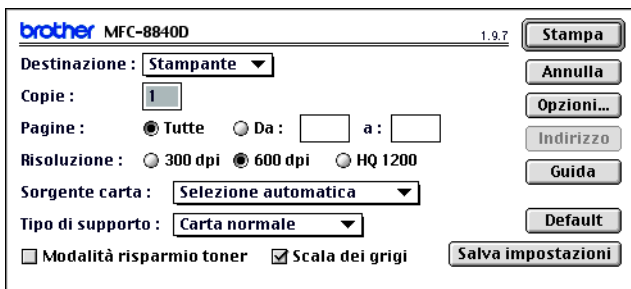 brother MFC-8840D 1.9.7 Stampa
Destinazione : Stampante Annulla
Copie : 1 Opzioni...
Pagine : Tutte Da : a : Indirizzo
Risoluzione : 300 dpi 600 dpi HQ 1200 Guida
Sorgente carta : Selezione automatica
Tipo di supporto : Carta normale Default
Modalità risparmio toner Scala dei grigi Salva impostazioni